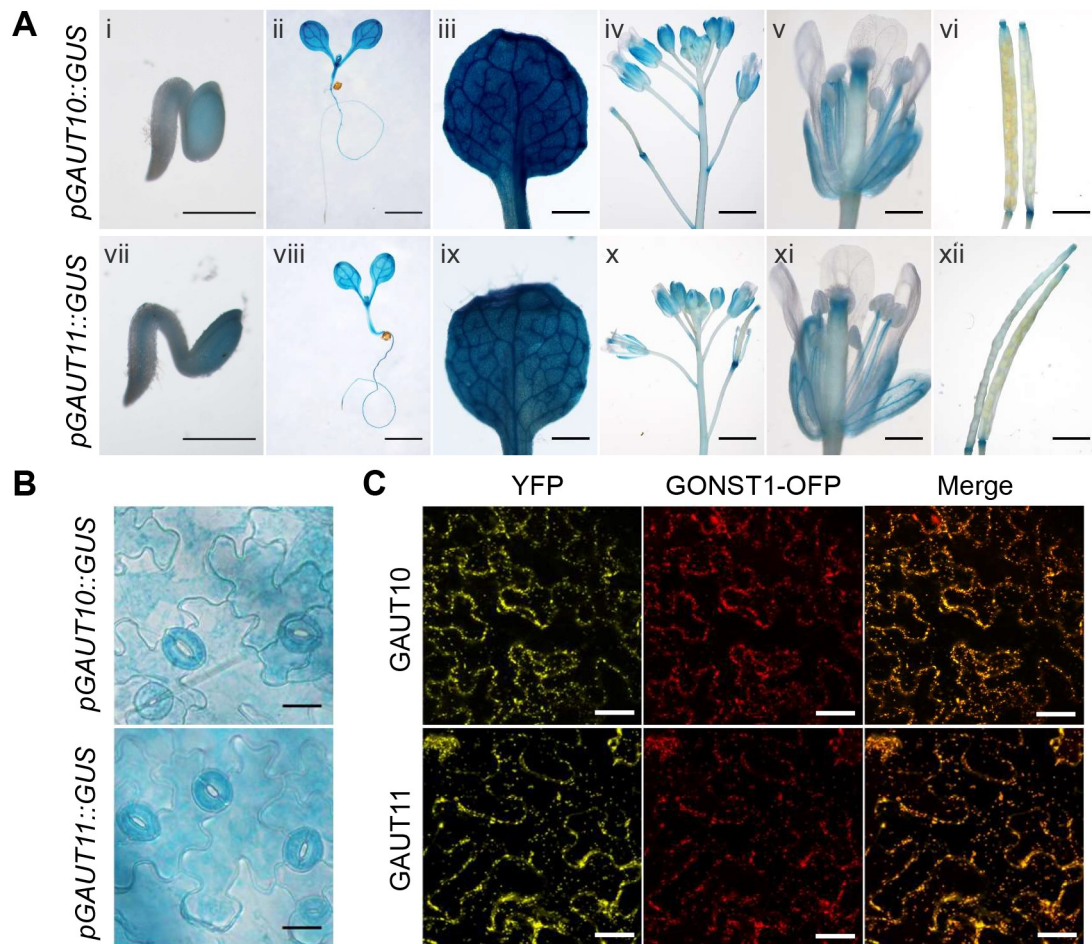 A
pGAUT10::GUS
i
ii
iii
iv
v
vi
pGAUT11::GUS
vii
viii
ix
x
xi
xii
B
pGAUT10::GUS
pGAUT11::GUS
C
YFP
GONST1-OFP
Merge
GAUT10
GAUT11